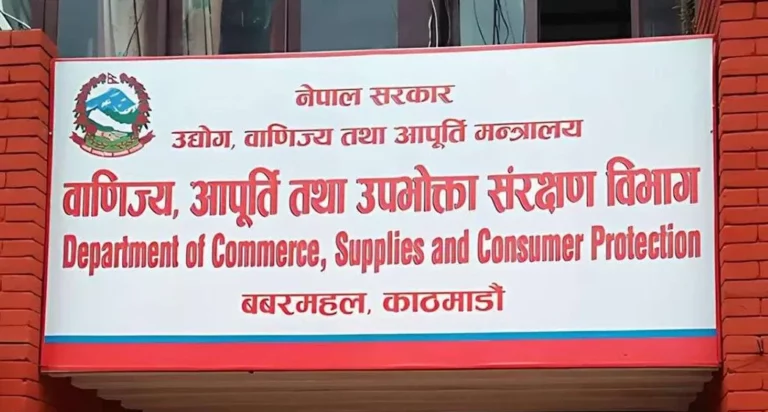 नेपाल सरकार
उद्योग, वाणिज्य तथा आपूर्ति मन्त्रालय
वाणिज्य, आपूर्ति तथा उपभोक्ता संरक्षण विभाग
Department of Commerce, Supplies and Consumer Protection
बबरमहल, काठमाडौं